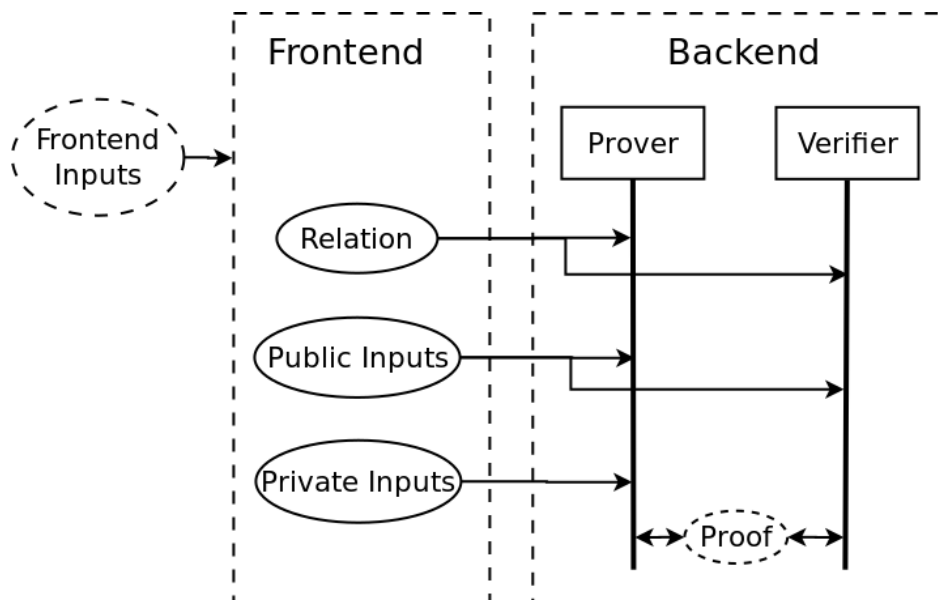 Frontend
Backend
Frontend
Inputs
Prover
Verifier
Relation
Public Inputs
Private Inputs
Proof